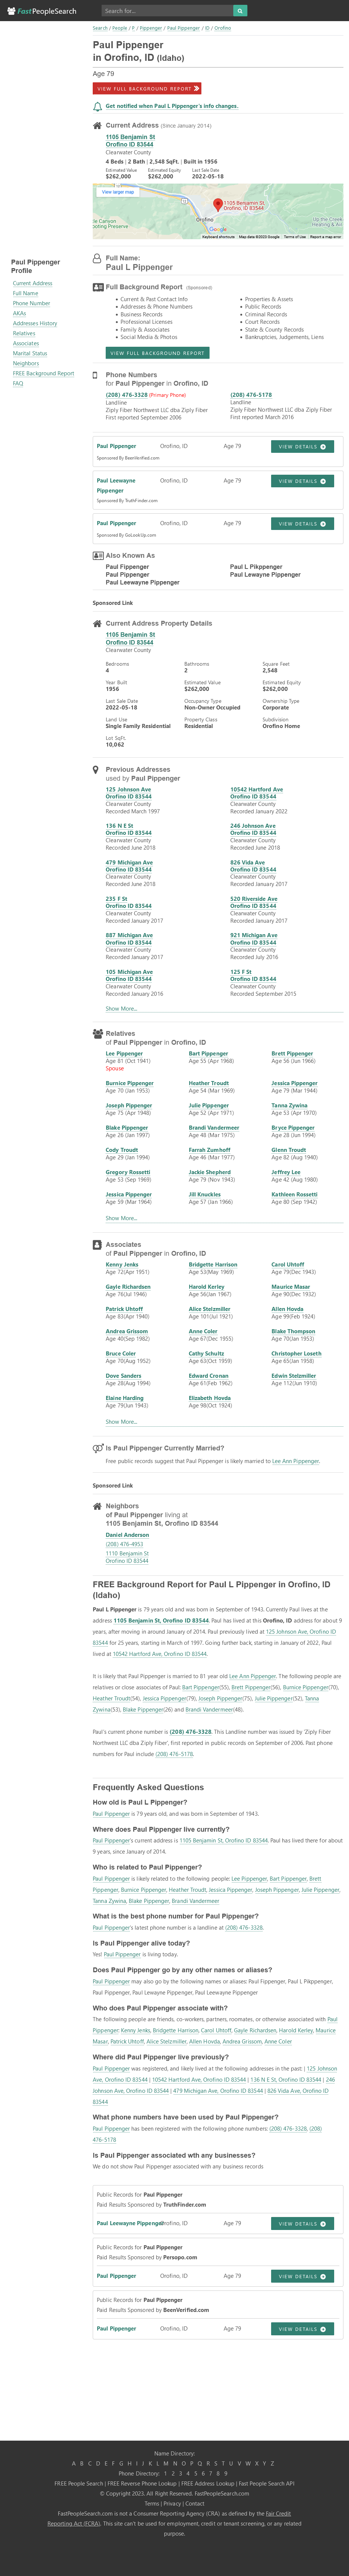 FastPeopleSearch
Search for...
Search / People / P / Pippenger / Paul Pippenger / ID / Orofino
Paul Pippenger
in Orofino, ID (Idaho)
Age 79
VIEW FULL BACKGROUND REPORT
Get notified when Paul L Pippenger's info changes.
Current Address (Since January 2014)
1105 Benjamin St
Orofino ID 83544
Clearwater County
4 Beds | 2 Bath | 2,548 SqFt. | Built in 1956
Estimated Value Estimated Equity Last Sale Date
$262,000 $262,000 2022-05-18
View larger map
1105 Benjamin St,
Orofino, ID 83544
Orofino
Google
Keyboard shortcuts Map data ©2023 Google Terms of Use Report a map error
Paul Pippenger
Profile
Current Address
Full Name
Phone Number
AKAs
Addresses History
Relatives
Associates
Marital Status
Neighbors
FREE Background Report
FAQ
Full Name:
Paul L Pippenger
Full Background Report (Sponsored)
Current & Past Contact Info
Addresses & Phone Numbers
Business Records
Professional Licenses
Family & Associates
Social Media & Photos
Properties & Assets
Public Records
Criminal Records
Court Records
State & County Records
Bankruptcies, Judgements, Liens
VIEW FULL BACKGROUND REPORT
Phone Numbers
for Paul Pippenger in Orofino, ID
(208) 476-3328 (Primary Phone)
Landline
Ziply Fiber Northwest LLC dba Ziply Fiber
First reported September 2006
(208) 476-5178
Landline
Ziply Fiber Northwest LLC dba Ziply Fiber
First reported March 2016
Paul Pippenger Orofino, ID Age 79 VIEW DETAILS
Sponsored By BeenVerified.com
Paul Leewayne Pippenger Orofino, ID Age 79 VIEW DETAILS
Sponsored By TruthFinder.com
Paul Pippenger Orofino, ID Age 79 VIEW DETAILS
Sponsored By GoLookUp.com
Also Known As
Paul Fippenger Paul L Pikppenger
Paul Pippenger Paul Lewayne Pippenger
Paul Leewayne Pippenger
Sponsored Link
Current Address Property Details
1105 Benjamin St
Orofino ID 83544
Clearwater County
Bedrooms Bathrooms Square Feet
4 2 2,548
Year Built Estimated Value Estimated Equity
1956 $262,000 $262,000
Last Sale Date Occupancy Type Ownership Type
2022-05-18 Non-Owner Occupied Corporate
Land Use Property Class Subdivision
Single Family Residential Residential Orofino Home
Lot SqFt.
10,062
Previous Addresses
used by Paul Pippenger
125 Johnson Ave 10542 Hartford Ave
Orofino ID 83544 Orofino ID 83544
Clearwater County Clearwater County
Recorded March 1997 Recorded January 2022
136 N E St 246 Johnson Ave
Orofino ID 83544 Orofino ID 83544
Clearwater County Clearwater County
Recorded June 2018 Recorded June 2018
479 Michigan Ave 826 Vida Ave
Orofino ID 83544 Orofino ID 83544
Clearwater County Clearwater County
Recorded June 2018 Recorded January 2017
235 F St 520 Riverside Ave
Orofino ID 83544 Orofino ID 83544
Clearwater County Clearwater County
Recorded January 2017 Recorded January 2017
887 Michigan Ave 921 Michigan Ave
Orofino ID 83544 Orofino ID 83544
Clearwater County Clearwater County
Recorded January 2017 Recorded July 2016
105 Michigan Ave 125 F St
Orofino ID 83544 Orofino ID 83544
Clearwater County Clearwater County
Recorded January 2016 Recorded September 2015
Show More...
Relatives
of Paul Pippenger in Orofino, ID
Lee Pippenger Bart Pippenger Brett Pippenger
Age 81 (Oct 1941) Age 55 (Apr 1968) Age 56 (Jun 1966)
Spouse
Burnice Pippenger Heather Troudt Jessica Pippenger
Age 70 (Jan 1953) Age 54 (Mar 1969) Age 79 (Mar 1944)
Joseph Pippenger Julie Pippenger Tanna Zywina
Age 75 (Apr 1948) Age 52 (Apr 1971) Age 53 (Apr 1970)
Blake Pippenger Brandi Vandermeer Bryce Pippenger
Age 26 (Jan 1997) Age 48 (Mar 1975) Age 28 (Jun 1994)
Cody Troudt Farrah Zumhoff Glenn Troudt
Age 29 (Jan 1994) Age 46 (Mar 1977) Age 82 (Aug 1940)
Gregory Rossetti Jackie Shepherd Jeffrey Lee
Age 53 (Sep 1969) Age 79 (Nov 1943) Age 42 (Aug 1980)
Jessica Pippenger Jill Knuckles Kathleen Rossetti
Age 59 (Mar 1964) Age 57 (Jan 1966) Age 80 (Sep 1942)
Show More...
Associates
of Paul Pippenger in Orofino, ID
Kenny Jenks Bridgette Harrison Carol Uhtoff
Age 72(Apr 1951) Age 53(May 1969) Age 79(Dec 1943)
Gayle Richardsen Harold Kerley Maurice Masar
Age 76(Jul 1946) Age 56(Jan 1967) Age 90(Dec 1932)
Patrick Uhtoff Alice Stelzmiller Allen Hovda
Age 83(Apr 1940) Age 101(Jul 1921) Age 99(Feb 1924)
Andrea Grissom Anne Coler Blake Thompson
Age 40(Sep 1982) Age 67(Dec 1955) Age 70(Jan 1953)
Bruce Coler Cathy Schultz Christopher Loseth
Age 70(Aug 1952) Age 63(Oct 1959) Age 65(Jan 1958)
Dove Sanders Edward Cronan Edwin Stelzmiller
Age 28(Aug 1994) Age 61(Feb 1962) Age 112(Jun 1910)
Elaine Harding Elizabeth Hovda
Age 79(Jun 1943) Age 98(Oct 1924)
Show More...
Is Paul Pippenger Currently Married?
Free public records suggest that Paul Pippenger is likely married to Lee Ann Pippenger.
Sponsored Link
Neighbors
of Paul Pippenger living at
1105 Benjamin St, Orofino ID 83544
Daniel Anderson
(208) 476-4953
1110 Benjamin St
Orofino ID 83544
FREE Background Report for Paul L Pippenger in Orofino, ID
(Idaho)
Paul L Pippenger is 79 years old and was born in September of 1943. Currently Paul lives at the
address 1105 Benjamin St, Orofino ID 83544. Paul has lived at this Orofino, ID address for about 9
years, after moving in around January of 2014. Paul previously lived at 125 Johnson Ave, Orofino ID
83544 for 25 years, starting in March of 1997. Going further back, starting in January of 2022, Paul
lived at 10542 Hartford Ave, Orofino ID 83544.
It is likely that Paul Pippenger is married to 81 year old Lee Ann Pippenger. The following people are
relatives or close associates of Paul: Bart Pippenger(55), Brett Pippenger(56), Burnice Pippenger(70),
Heather Troudt(54), Jessica Pippenger(79), Joseph Pippenger(75), Julie Pippenger(52), Tanna
Zywina(53), Blake Pippenger(26) and Brandi Vandermeer(48).
Paul's current phone number is (208) 476-3328. This Landline number was issued by 'Ziply Fiber
Northwest LLC dba Ziply Fiber', first reported in public records on September 2006. Past phone
numbers for Paul include (208) 476-5178.
Frequently Asked Questions
How old is Paul L Pippenger?
Paul Pippenger is 79 years old, and was born in September of 1943.
Where does Paul Pippenger live currently?
Paul Pippenger's current address is 1105 Benjamin St, Orofino ID 83544. Paul has lived there for about
9 years, since January of 2014.
Who is related to Paul Pippenger?
Paul Pippenger is likely related to the following people: Lee Pippenger, Bart Pippenger, Brett
Pippenger, Burnice Pippenger, Heather Troudt, Jessica Pippenger, Joseph Pippenger, Julie Pippenger,
Tanna Zywina, Blake Pippenger, Brandi Vandermeer
What is the best phone number for Paul Pippenger?
Paul Pippenger's latest phone number is a landline at (208) 476-3328.
Is Paul Pippenger alive today?
Yes! Paul Pippenger is living today.
Does Paul Pippenger go by any other names or aliases?
Paul Pippenger may also go by the following names or aliases: Paul Fippenger, Paul L Pikppenger,
Paul Pippenger, Paul Lewayne Pippenger, Paul Leewayne Pippenger
Who does Paul Pippenger associate with?
The following people are friends, co-workers, partners, roomates, or otherwise associated with Paul
Pippenger: Kenny Jenks, Bridgette Harrison, Carol Uhtoff, Gayle Richardsen, Harold Kerley, Maurice
Masar, Patrick Uhtoff, Alice Stelzmiller, Allen Hovda, Andrea Grissom, Anne Coler
Where did Paul Pippenger live previously?
Paul Pippenger was registered, and likely lived at the following addresses in the past: | 125 Johnson
Ave, Orofino ID 83544 | 10542 Hartford Ave, Orofino ID 83544 | 136 N E St, Orofino ID 83544 | 246
Johnson Ave, Orofino ID 83544 | 479 Michigan Ave, Orofino ID 83544 | 826 Vida Ave, Orofino ID
83544
What phone numbers have been used by Paul Pippenger?
Paul Pippenger has been registered with the following phone numbers: (208) 476-3328, (208)
476-5178
Is Paul Pippenger associated wth any businesses?
We do not show Paul Pippenger associated with any business records
Public Records for Paul Pippenger
Paid Results Sponsored by TruthFinder.com
Paul Leewayne Pippenger Orofino, ID Age 79 VIEW DETAILS
Public Records for Paul Pippenger
Paid Results Sponsored by Persopo.com
Paul Pippenger Orofino, ID Age 79 VIEW DETAILS
Public Records for Paul Pippenger
Paid Results Sponsored by BeenVerified.com
Paul Pippenger Orofino, ID Age 79 VIEW DETAILS
Name Directory:
A B C D E F G H I J K L M N O P Q R S T U V W X Y Z
Phone Directory: 1 2 3 4 5 6 7 8 9
FREE People Search | FREE Reverse Phone Lookup | FREE Address Lookup | Fast People Search API
© Copyright 2023. All Right Reserved. FastPeopleSearch.com
Terms | Privacy | Contact
FastPeopleSearch.com is not a Consumer Reporting Agency (CRA) as defined by the Fair Credit
Reporting Act (FCRA). This site can't be used for employment, credit or tenant screening, or any related
purpose.